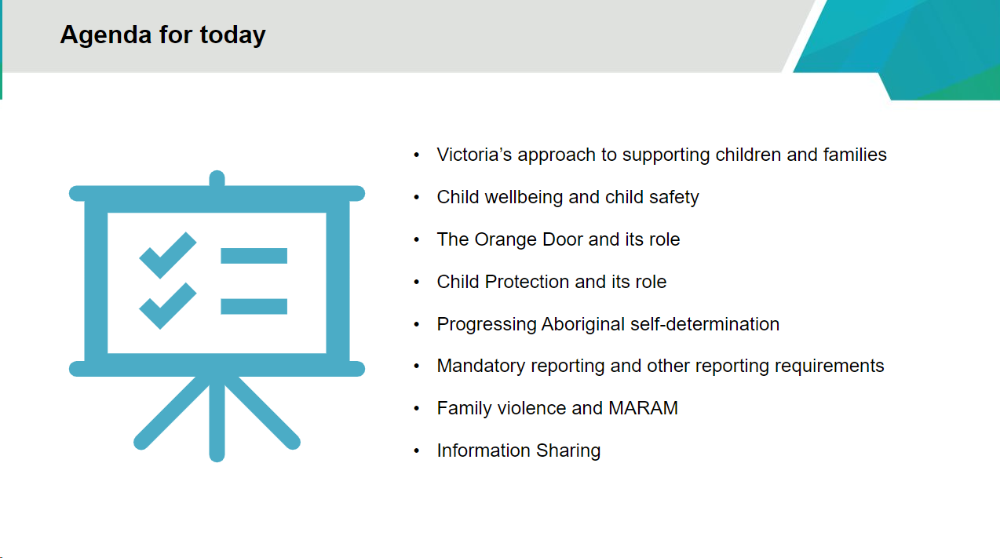 Agenda for today
• Victoria’s approach to supporting children and families
• Child wellbeing and child safety
• The Orange Door and its role
• Child Protection and its role
• Progressing Aboriginal self-determination
• Mandatory reporting and other reporting requirements
• Family violence and MARAM
• Information Sharing